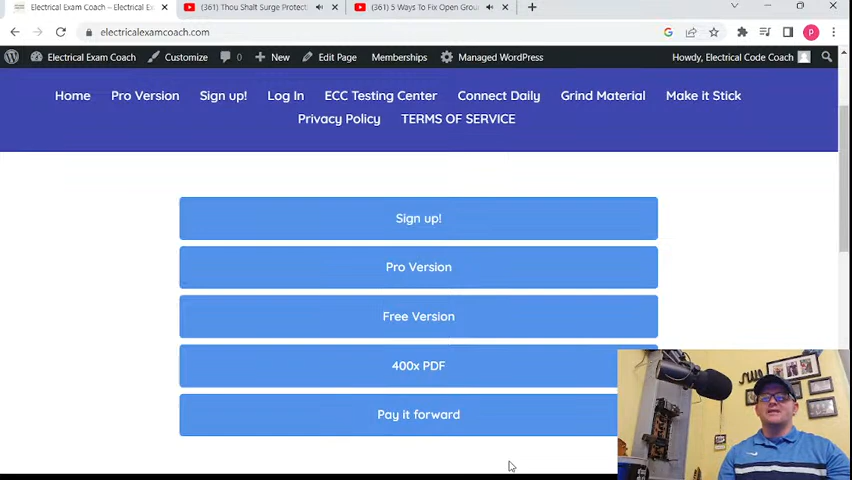 Electrical Exam Coach – Electrical E
(361) Thou Shalt Surge Protect
(361) 5 Ways To Fix Open Grou
electricalexamcoach.com
Electrical Exam Coach
Customize
0
New
Edit Page
Memberships
Managed WordPress
Howdy, Electrical Code Coach
Home
Pro Version
Sign up!
Log In
ECC Testing Center
Connect Daily
Grind Material
Make it Stick
Privacy Policy
TERMS OF SERVICE
Sign up!
Pro Version
Free Version
400x PDF
Pay it forward